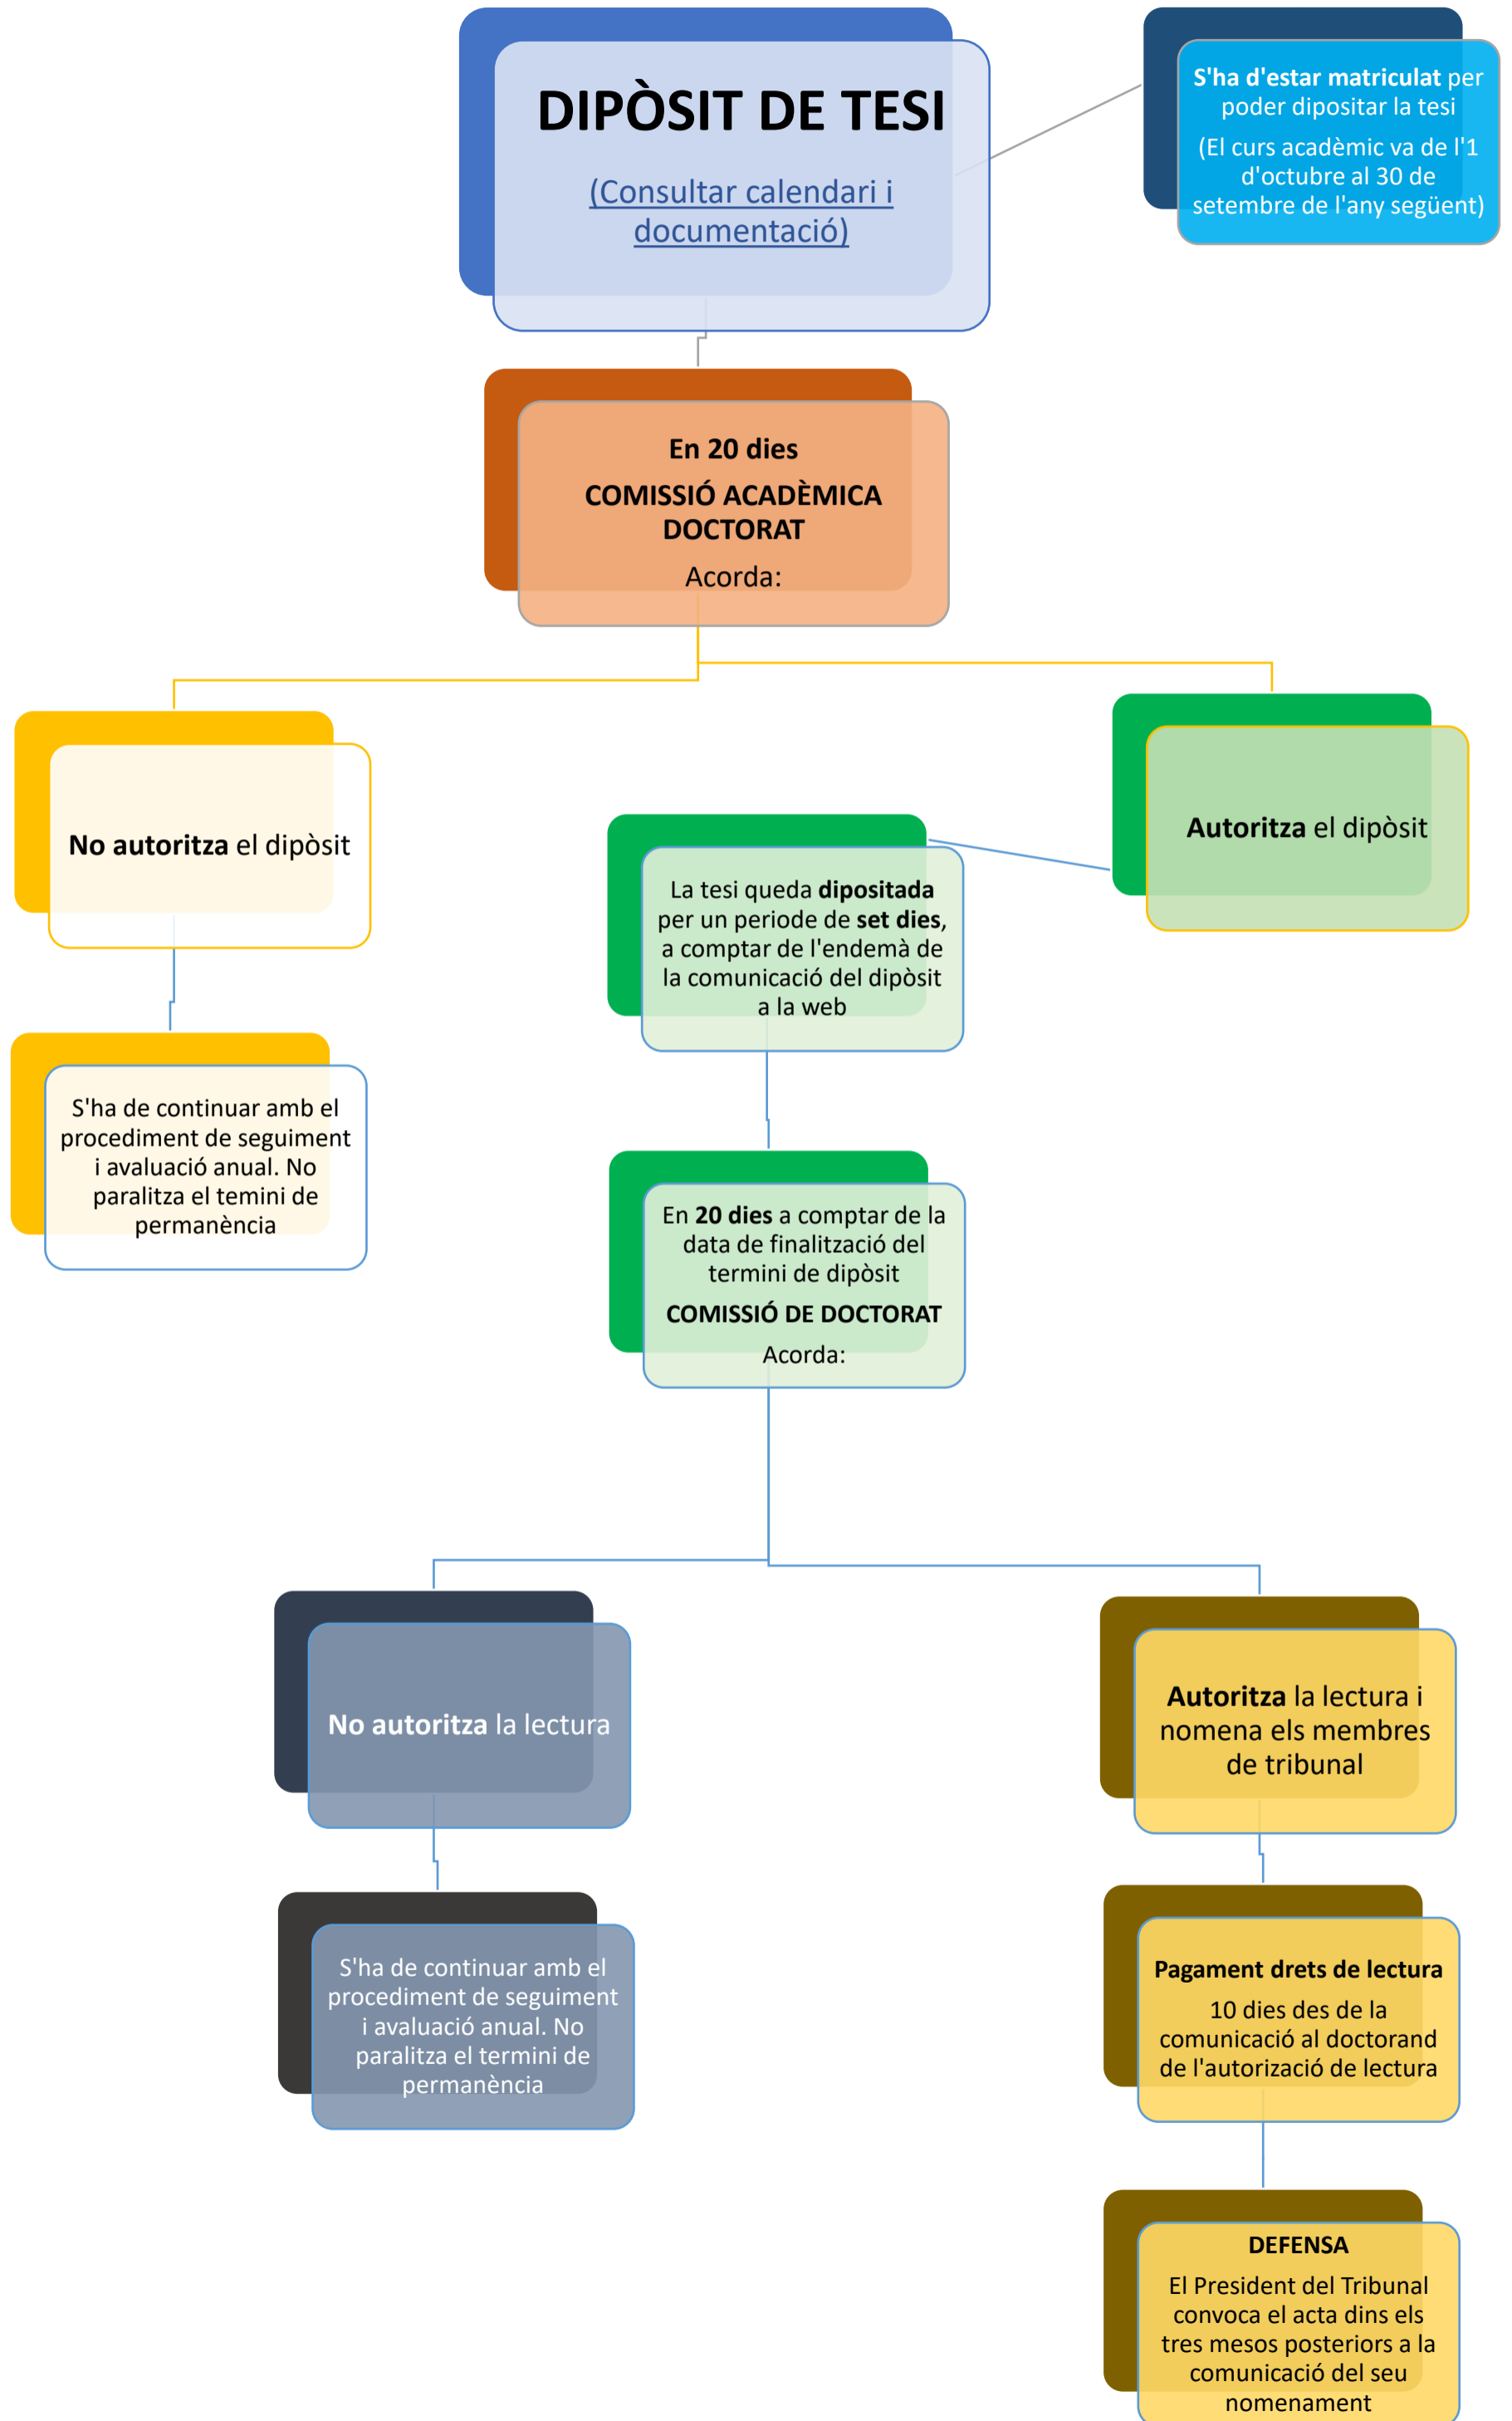 DIPÒSIT DE TESI
(Consultar calendari i
documentació)
S'ha d'estar matriculat per
poder dipositar la tesi
(El curs acadèmic va de l'1
d'octubre al 30 de
setembre de l'any següent)
En 20 dies
COMISSIÓ ACADÈMICA
DOCTORAT
Acorda:
No autoritza el dipòsit
Autoritza el dipòsit
La tesi queda dipositada
per un periode de set dies,
a comptar de l'endemà de
la comunicació del dipòsit
a la web
S'ha de continuar amb el
procediment de seguiment
i avaluació anual. No
paralitza el temini de
permanència
En 20 dies a comptar de la
data de finalització del
termini de dipòsit
COMISSIÓ DE DOCTORAT
Acorda:
No autoritza la lectura
Autoritza la lectura i
nomena els membres
de tribunal
S'ha de continuar amb el
procediment de seguiment
i avaluació anual. No
paralitza el termini de
permanència
Pagament drets de lectura
10 dies des de la
comunicació al doctorand
de l'autorizació de lectura
DEFENSA
El President del Tribunal
convoca el acta dins els
tres mesos posteriors a la
comunicació del seu
nomenament